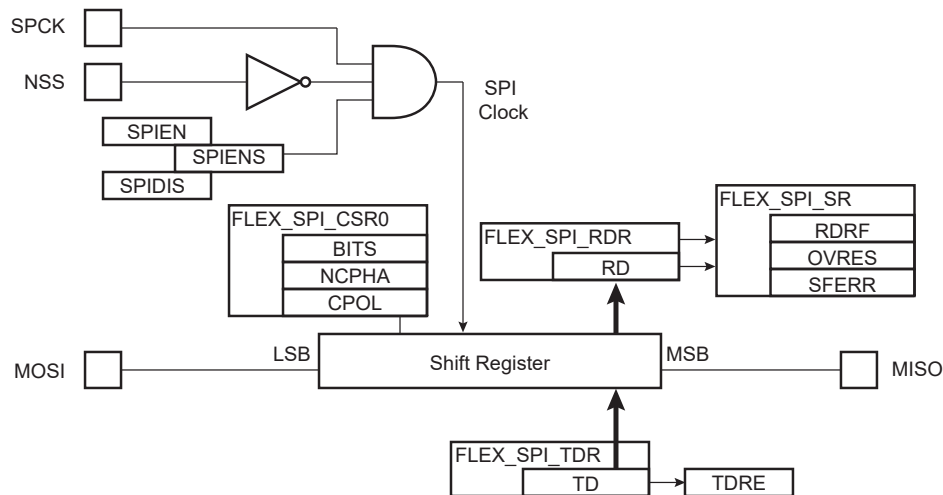 SPCK
NSS
SPI
Clock
SPIEN
SPIENS
SPIDIS
FLEX_SPI_CSR0
BITS
NCPHA
CPOL
FLEX_SPI_RDR
RD
FLEX_SPI_SR
RDRF
OVRES
SFERR
MOSI
LSB
Shift Register
MSB
MISO
FLEX_SPI_TDR
TD
TDRE